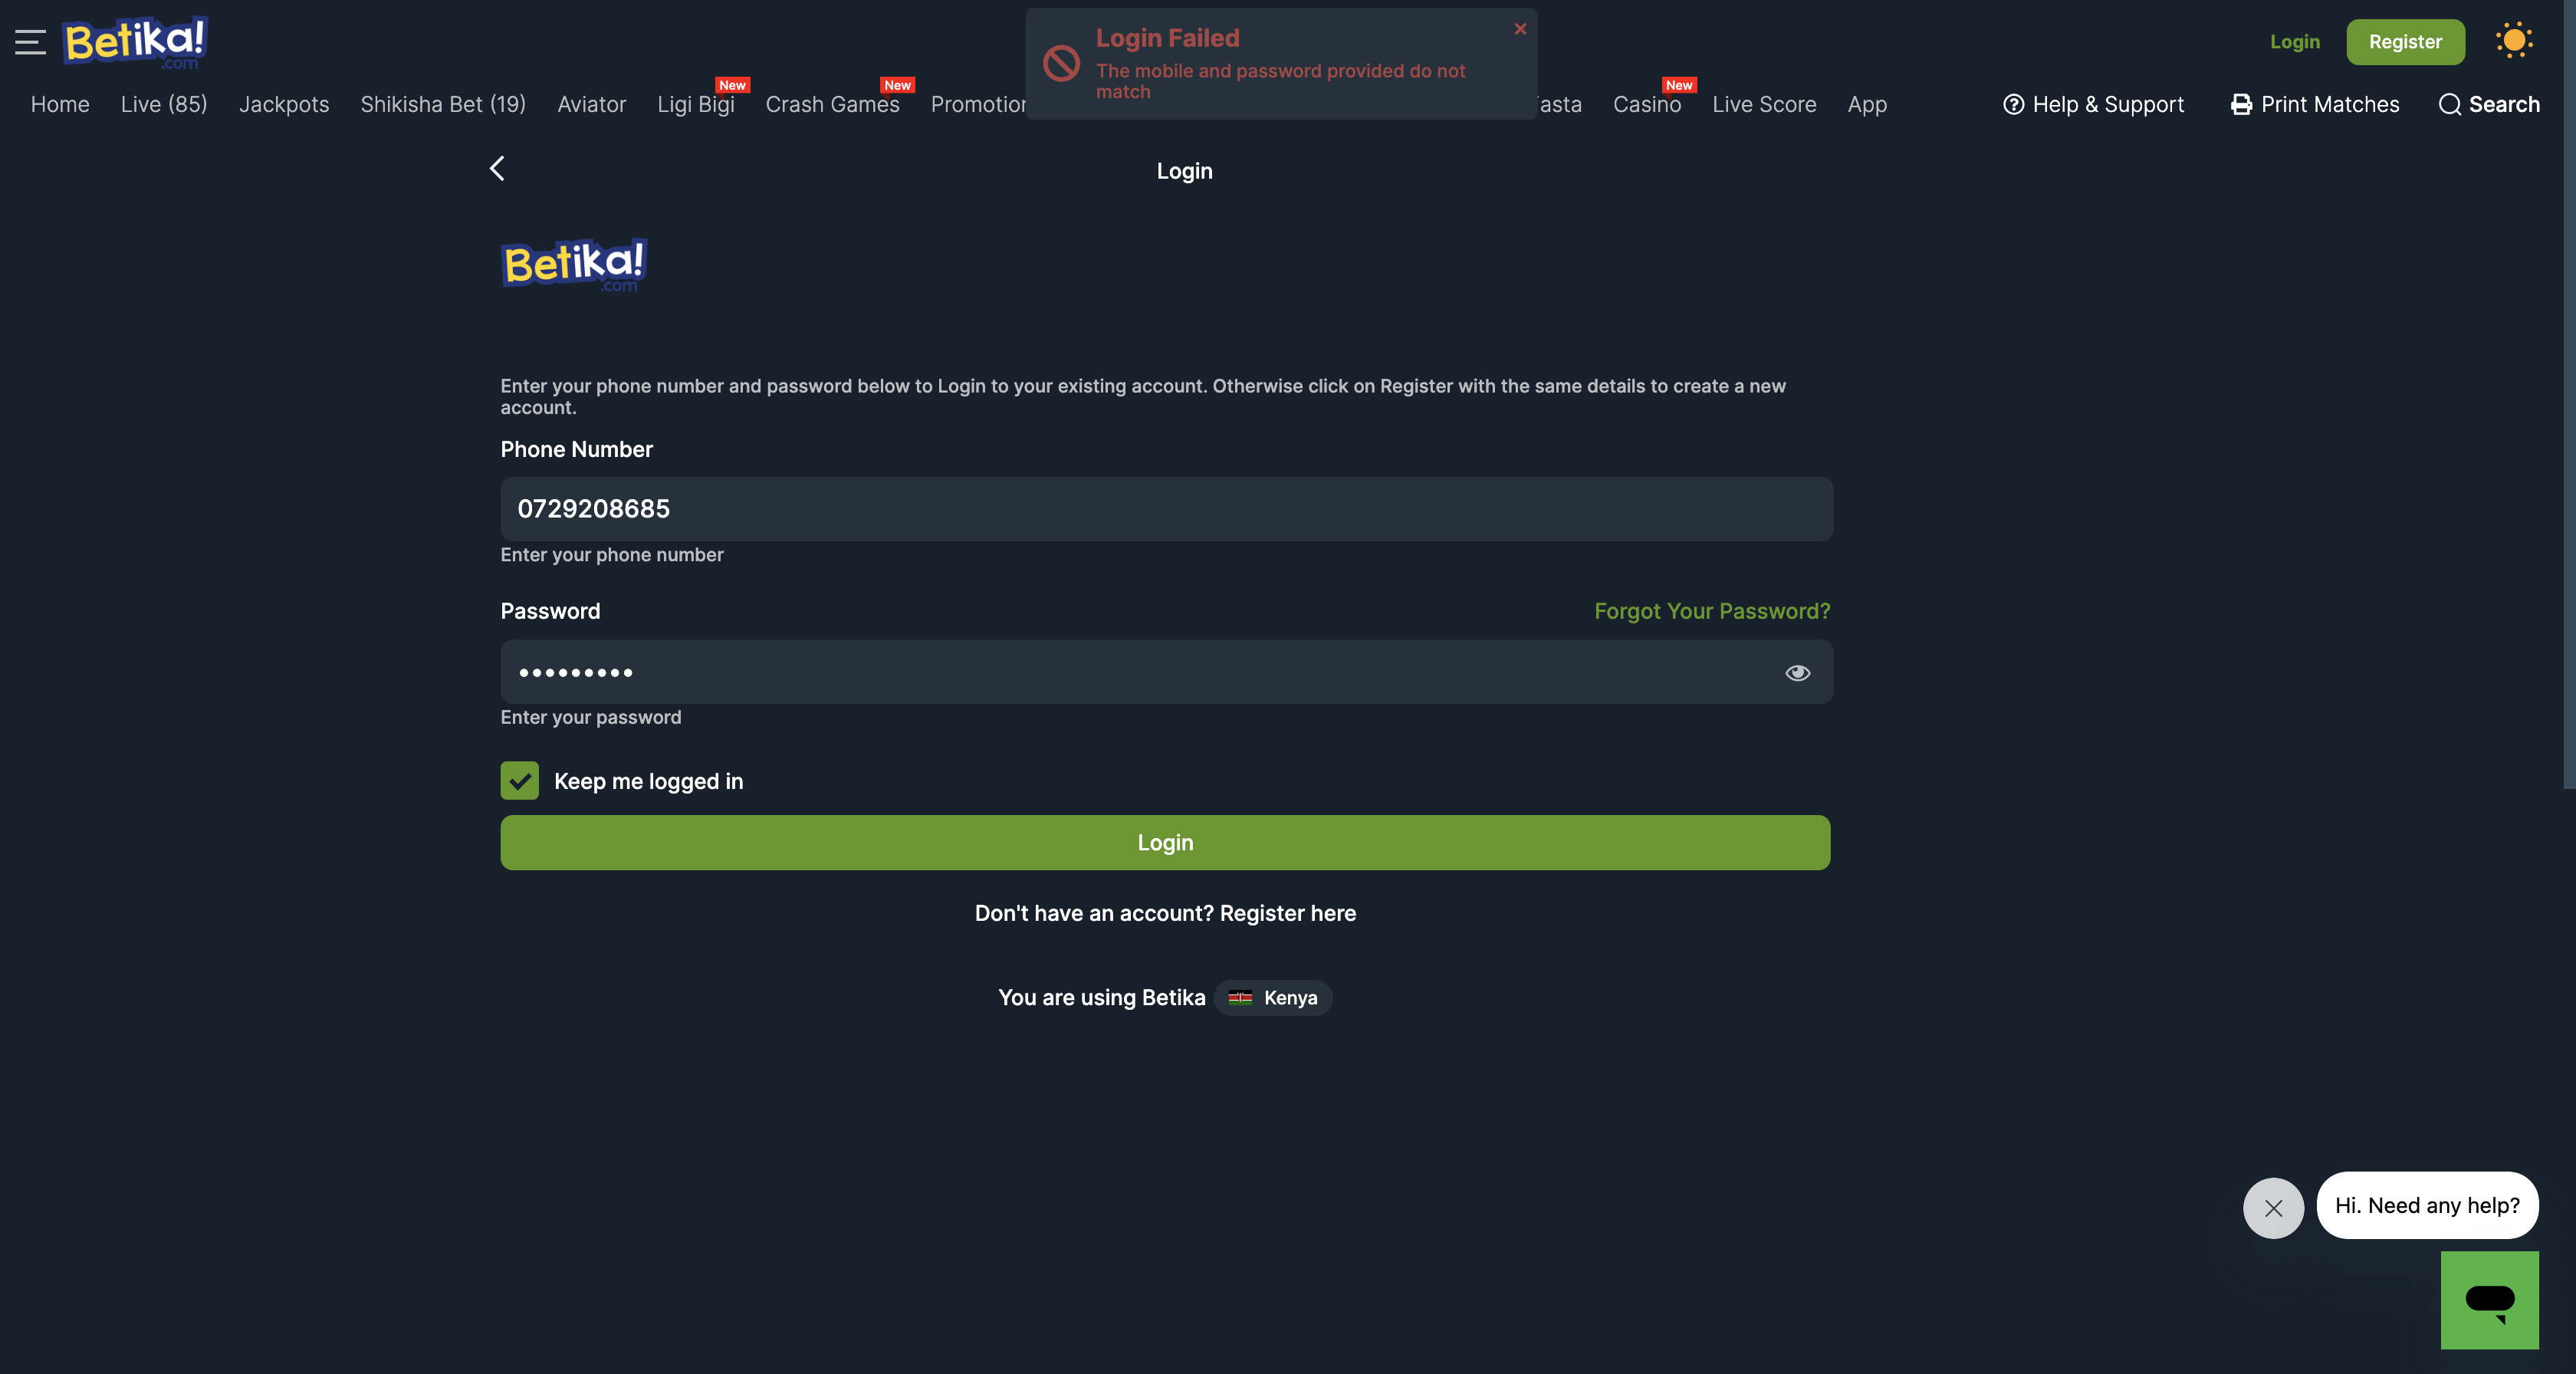 Betika!
.com
Login Failed
The mobile and password provided do not
match
Login
Register
Home
Live (85)
Jackpots
Shikisha Bet (19)
Aviator
Ligi Bigi
New
Crash Games
New
Casino
New
Live Score
App
Help & Support
Print Matches
Search
Login
Betika!
.com
Enter your phone number and password below to Login to your existing account. Otherwise click on Register with the same details to create a new
account.
Phone Number
0729208685
Enter your phone number
Password
Forgot Your Password?
•••••••••
Enter your password
Keep me logged in
Login
Don't have an account? Register here
You are using Betika
Kenya
Hi. Need any help?